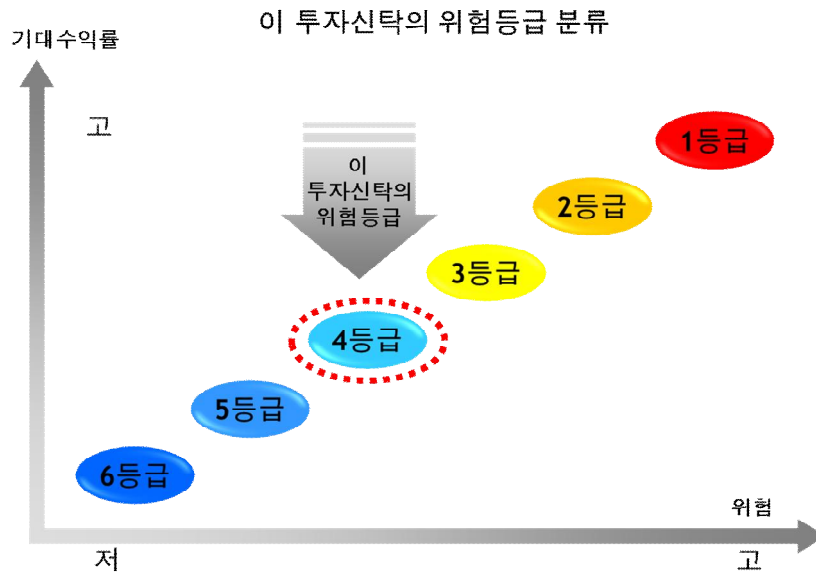 이 투자신탁의 위험등급 분류
기대수익률
고
1등급
이
투자신탁의
위험등급
2등급
3등급
4등급
5등급
6등급
위험
저
고